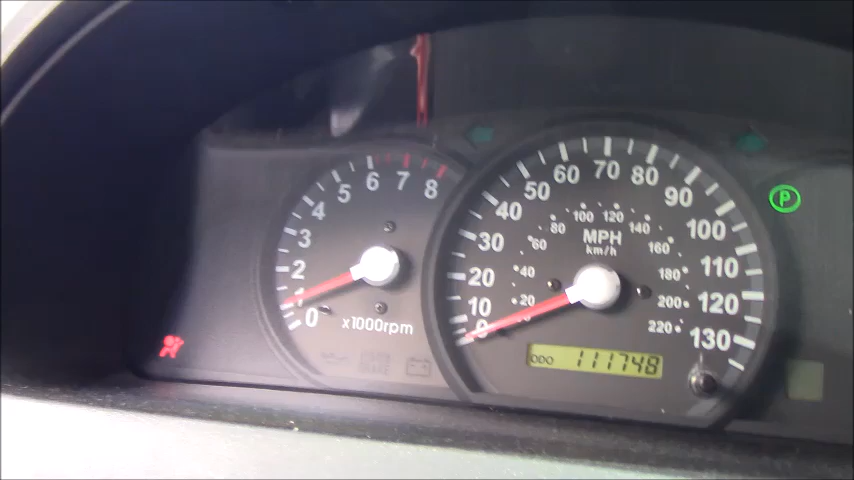 0 1 2 3 4 5 6 7 8
x1000rpm
0 10 20 30 40 50 60 70 80 90 100 110 120 130
MPH
km/h
20 40 60 80 100 120 140 160 180 200 220
ODO 111748
P